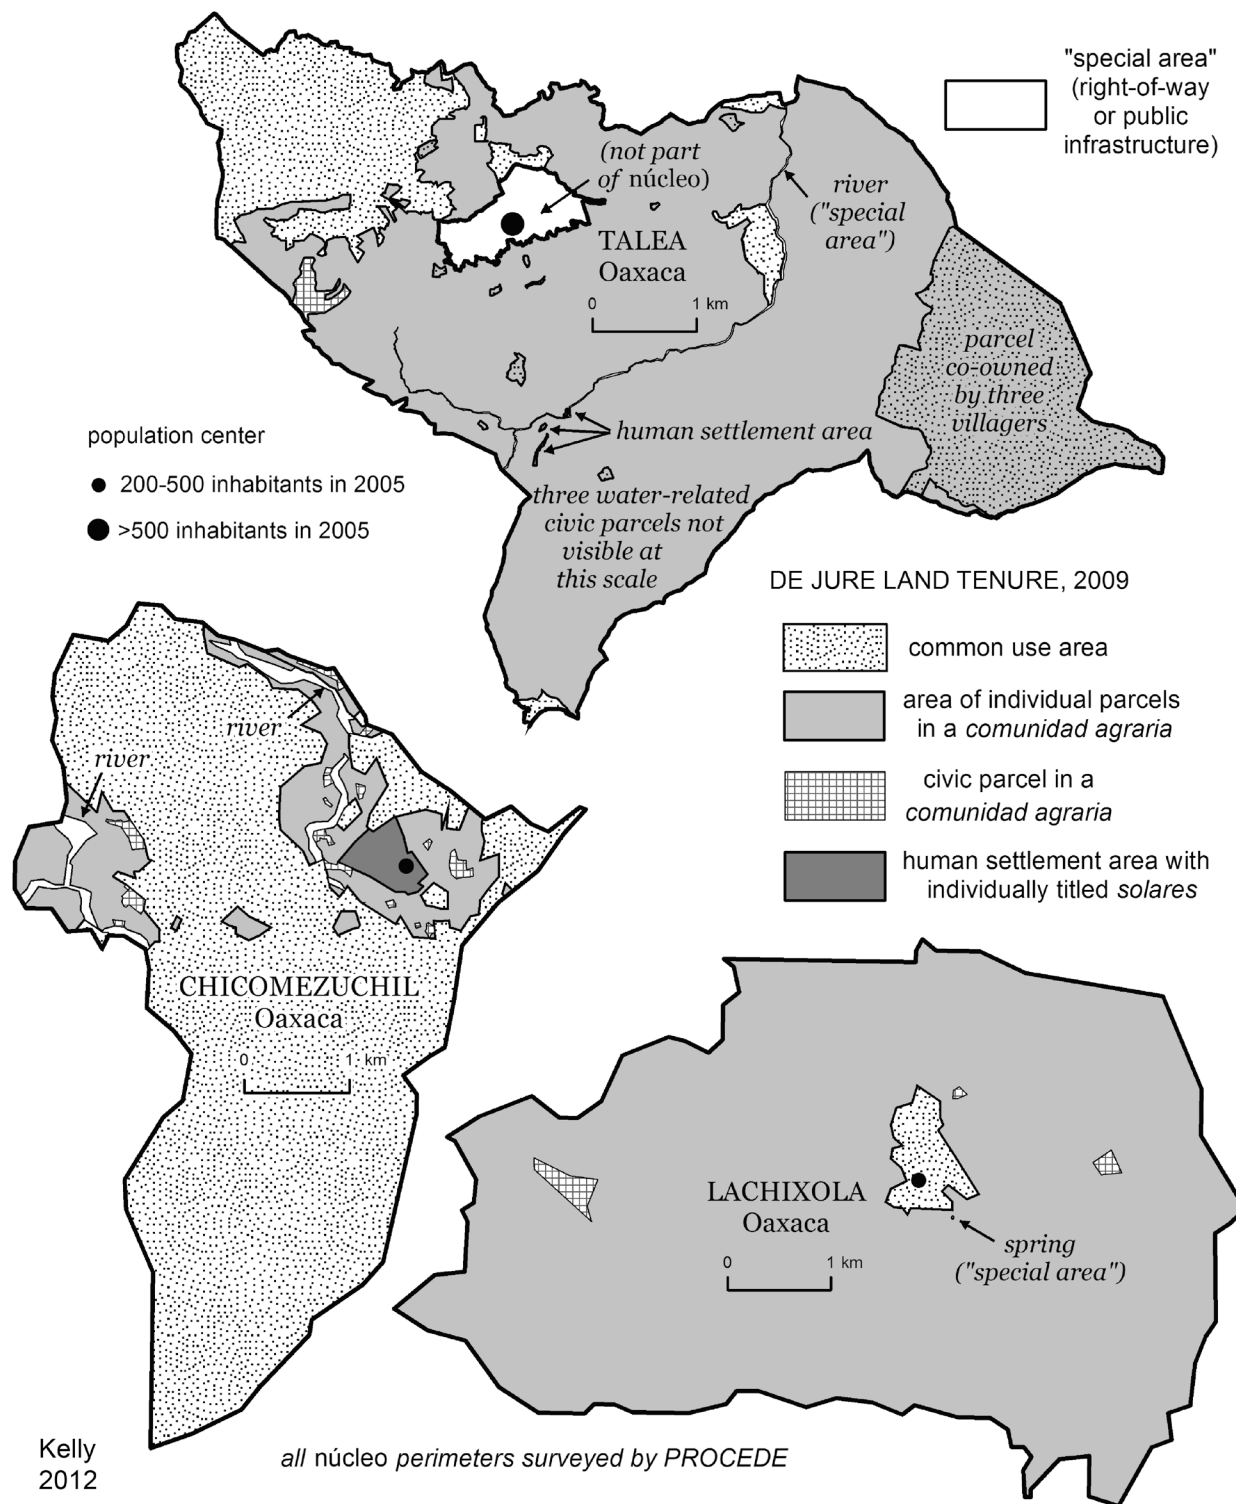 "special area"
(right-of-way
or public
infrastructure)
(not part
of núcleo)
river
("special
area")
TALEA
Oaxaca
0 1 km
parcel
co-owned
by three
villagers
human settlement area
three water-related
civic parcels not
visible at
this scale
population center
200-500 inhabitants in 2005
>500 inhabitants in 2005
DE JURE LAND TENURE, 2009
common use area
area of individual parcels
in a comunidad agraria
civic parcel in a
comunidad agraria
human settlement area with
individually titled solares
river
river
CHICOMEZUCHIL
Oaxaca
0 1 km
LACHIXOLA
Oaxaca
0 1 km
spring
("special area")
Kelly
2012
all núcleo perimeters surveyed by PROCEDE